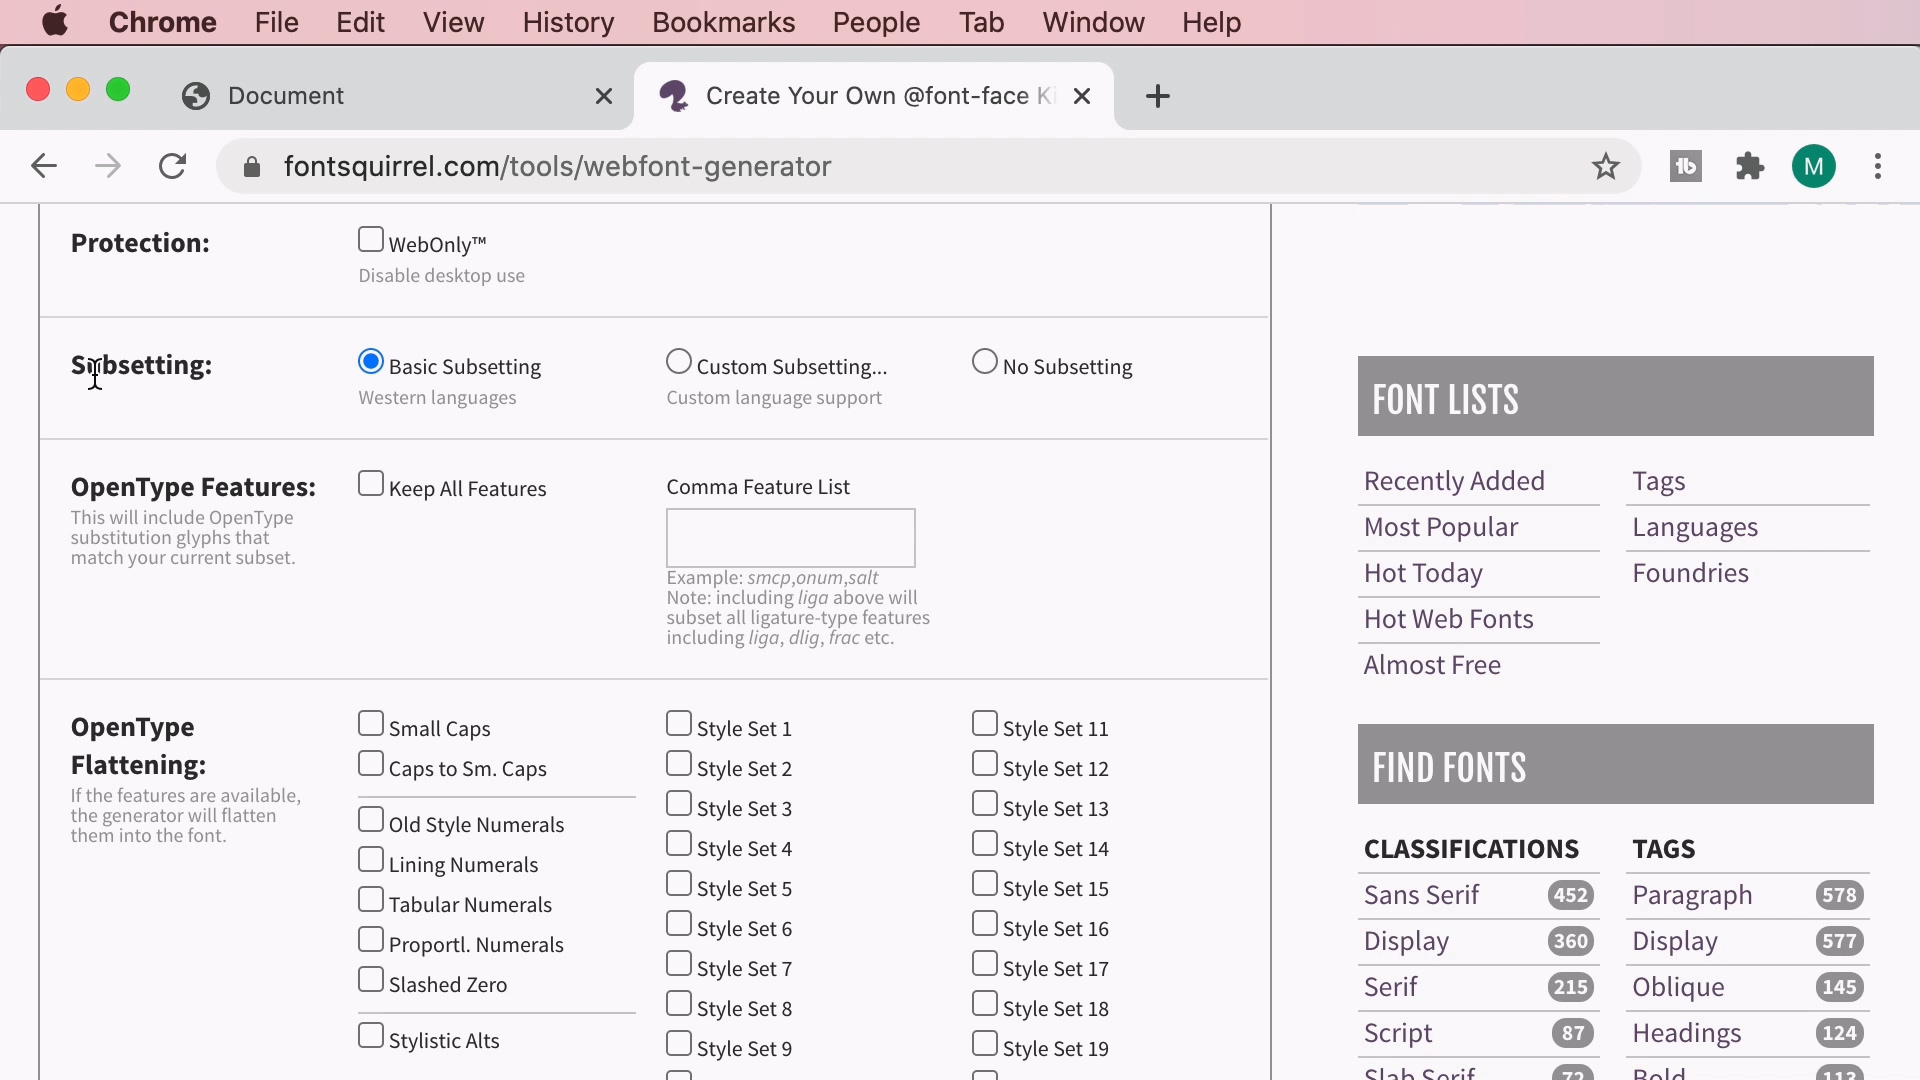 Chrome File Edit View History Bookmarks People Tab Window Help
Document
Create Your Own @font-face Ki
fontsquirrel.com/tools/webfont-generator
M
Protection:
WebOnly™
Disable desktop use
Subsetting:
Basic Subsetting
Western languages
Custom Subsetting...
Custom language support
No Subsetting
OpenType Features:
This will include OpenType
substitution glyphs that
match your current subset.
Keep All Features
Comma Feature List
Example: smcp,onum,salt
Note: including liga above will
subset all ligature-type features
including liga, dlig, frac etc.
OpenType
Flattening:
If the features are available,
the generator will flatten
them into the font.
Small Caps
Caps to Sm. Caps
Old Style Numerals
Lining Numerals
Tabular Numerals
Proportl. Numerals
Slashed Zero
Stylistic Alts
Style Set 1
Style Set 2
Style Set 3
Style Set 4
Style Set 5
Style Set 6
Style Set 7
Style Set 8
Style Set 9
Style Set 11
Style Set 12
Style Set 13
Style Set 14
Style Set 15
Style Set 16
Style Set 17
Style Set 18
Style Set 19
FONT LISTS
Recently Added
Most Popular
Hot Today
Hot Web Fonts
Almost Free
Tags
Languages
Foundries
FIND FONTS
CLASSIFICATIONS
Sans Serif 452
Display 360
Serif 215
Script 87
Slab Serif 72
TAGS
Paragraph 578
Display 577
Oblique 145
Headings 124
Bold 113